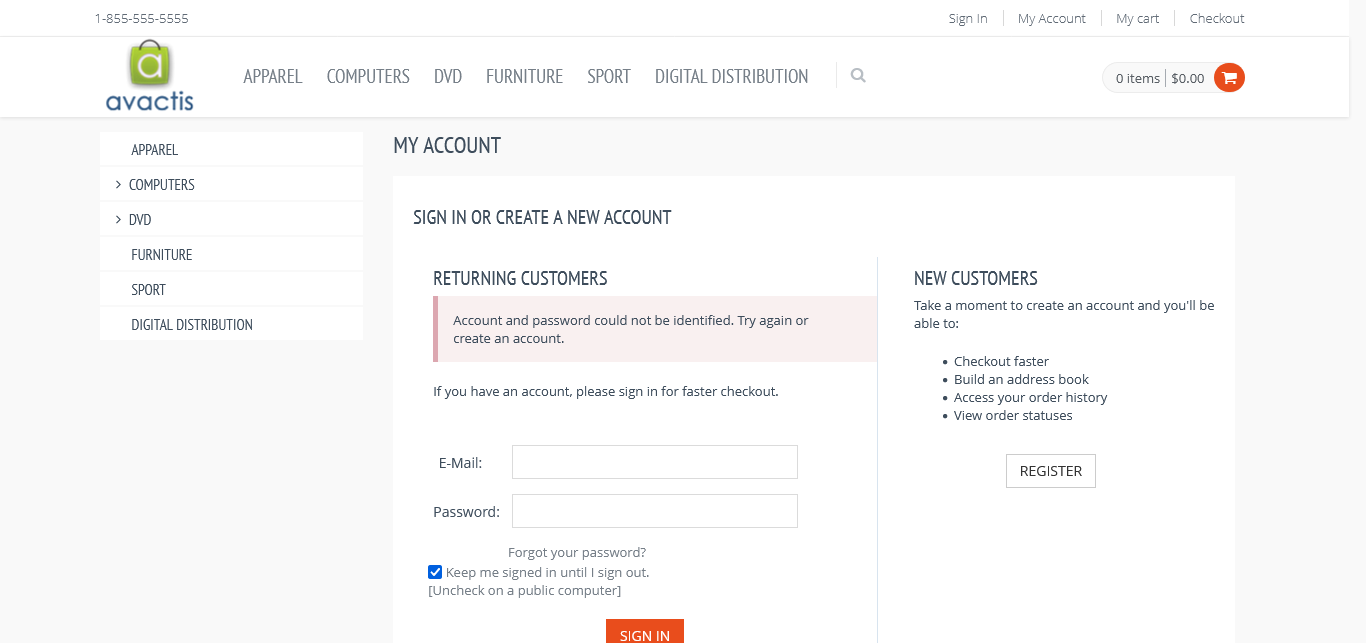 1-855-555-5555
Sign In
My Account
My cart
Checkout
avactis
APPAREL
COMPUTERS
DVD
FURNITURE
SPORT
DIGITAL DISTRIBUTION
0 items
$0.00
APPAREL
COMPUTERS
DVD
FURNITURE
SPORT
DIGITAL DISTRIBUTION
MY ACCOUNT
SIGN IN OR CREATE A NEW ACCOUNT
RETURNING CUSTOMERS
Account and password could not be identified. Try again or
create an account.
If you have an account, please sign in for faster checkout.
E-Mail:
Password:
Forgot your password?
Keep me signed in until I sign out.
[Uncheck on a public computer]
SIGN IN
NEW CUSTOMERS
Take a moment to create an account and you'll be
able to:
Checkout faster
Build an address book
Access your order history
View order statuses
REGISTER